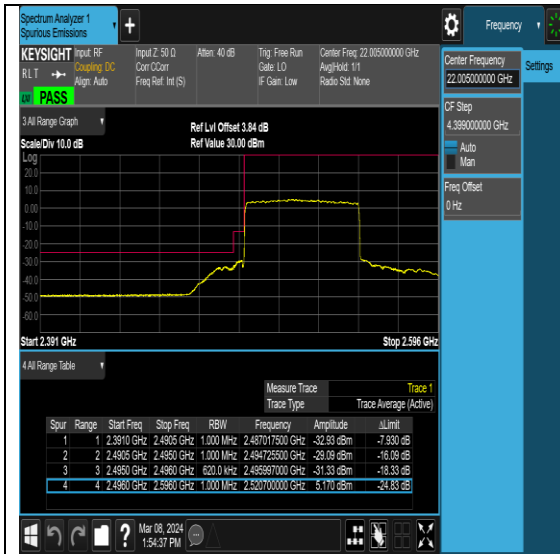 Spectrum Analyzer 1
Spurious Emissions
Frequency
KEYSIGHT Input: RF Input Z: 50 Ω Atten: 40 dB Trig: Free Run Center Freq: 22.005000000 GHz
RLT Coupling: DC Corr CCorr Gate: LO Avg|Hold: 1/1
Align: Auto Freq Ref: Int (S) IF Gain: Low Radio Std: None
PASS
Center Frequency
22.005000000 GHz
Settings
CF Step
4.399000000 GHz
Auto
Man
Freq Offset
0 Hz
3 All Range Graph
Ref Lvl Offset 3.84 dB
Scale/Div 10.0 dB Ref Value 30.00 dBm
Log
20.0
10.0
0.00
-10.0
-20.0
-30.0
-40.0
-50.0
-60.0
Start 2.391 GHz Stop 2.596 GHz
4 All Range Table
Measure Trace Trace 1
Trace Type Trace Average (Active)
Spur Range Start Freq Stop Freq RBW Frequency Amplitude ΔLimit
1 1 2.3910 GHz 2.4905 GHz 1.000 MHz 2.487017500 GHz -32.93 dBm -7.930 dB
2 2 2.4905 GHz 2.4950 GHz 1.000 MHz 2.494725500 GHz -29.09 dBm -16.09 dB
3 3 2.4950 GHz 2.4960 GHz 620.0 kHz 2.495997000 GHz -31.33 dBm -18.33 dB
4 4 2.4960 GHz 2.5960 GHz 1.000 MHz 2.520700000 GHz 5.170 dBm -24.83 dB
Mar 08, 2024
1:54:37 PM